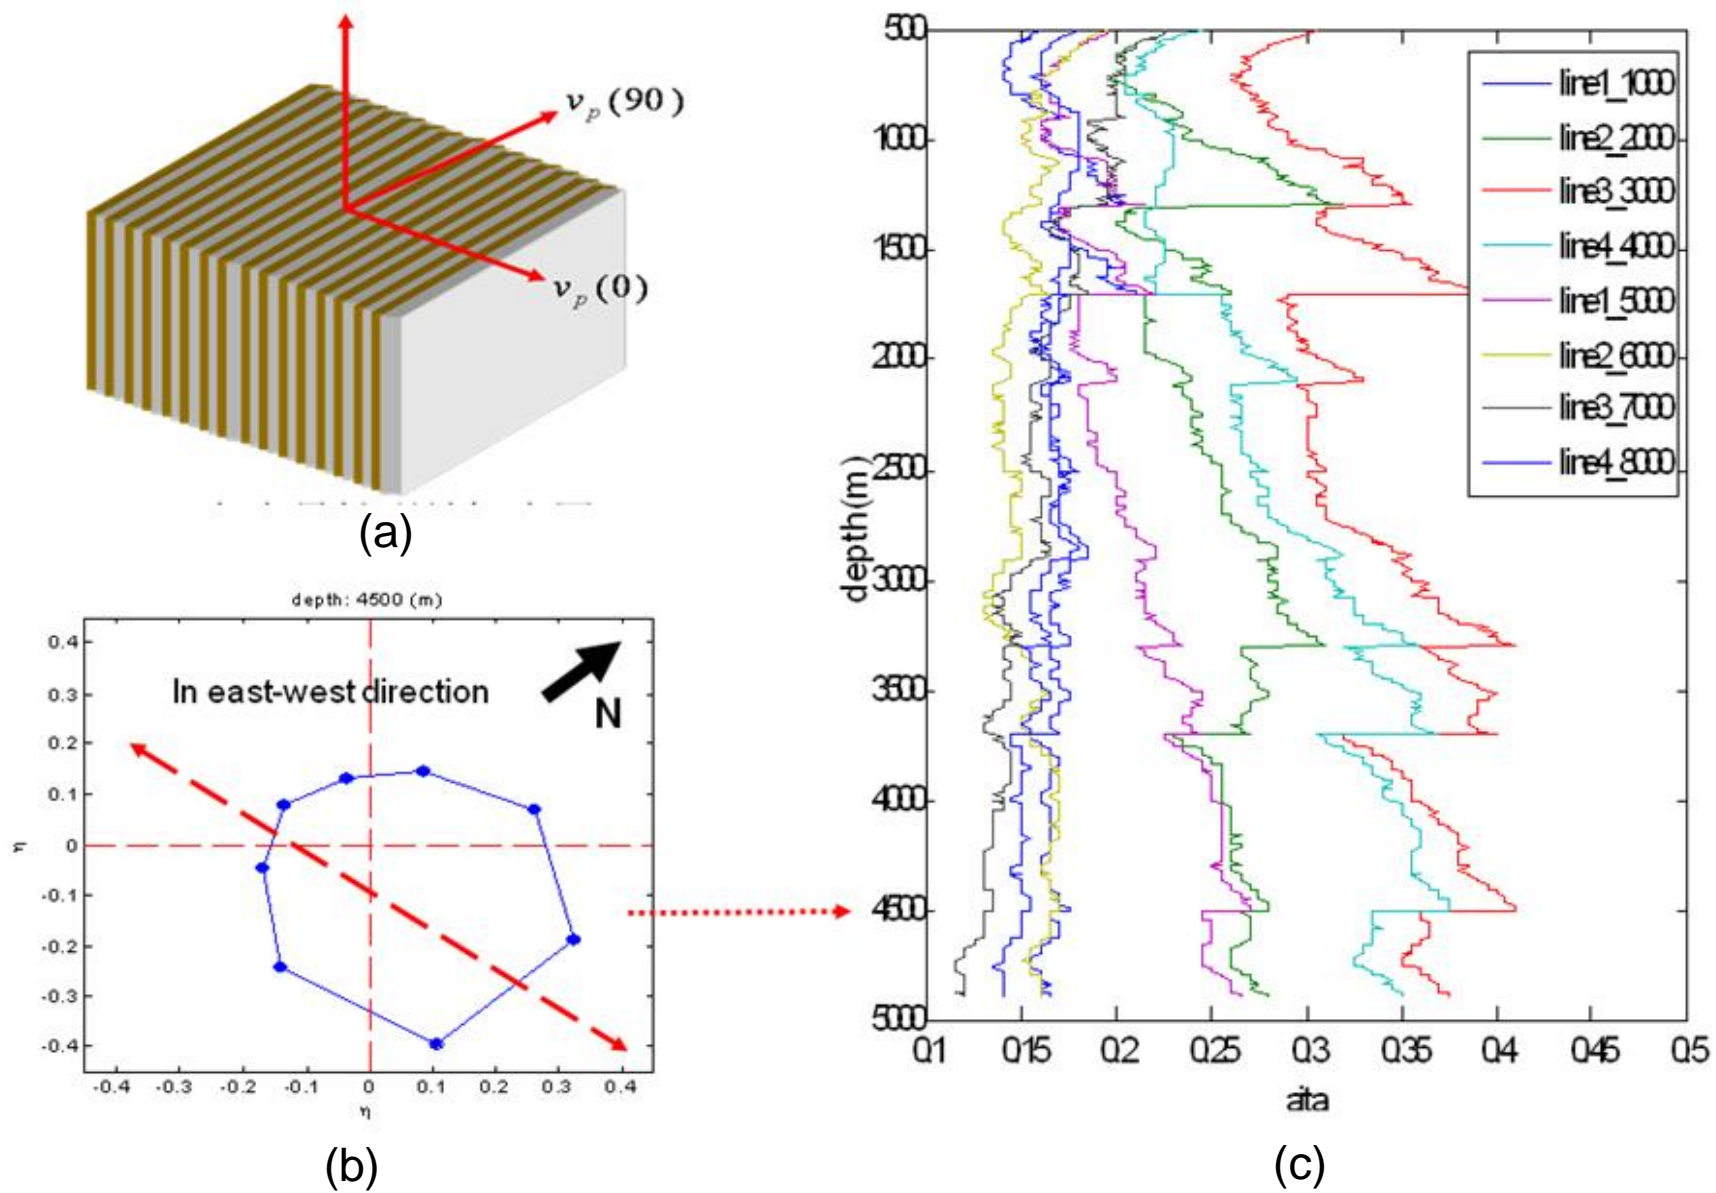 v_p (90)
v_p (0)
(a)
depth: 4500 (m)
In east-west direction
N
0.4
0.3
0.2
0.1
0
-0.1
-0.2
-0.3
-0.4
η
-0.4 -0.3 -0.2 -0.1 0 0.1 0.2 0.3 0.4
η
(b)
500
1000
1500
2000
2500
3000
3500
4000
4500
5000
depth(m)
0.1 0.15 0.2 0.25 0.3 0.35 0.4 0.45 0.5
aita
line1_1000
line2_2000
line3_3000
line4_4000
line1_5000
line2_6000
line3_7000
line4_8000
(c)